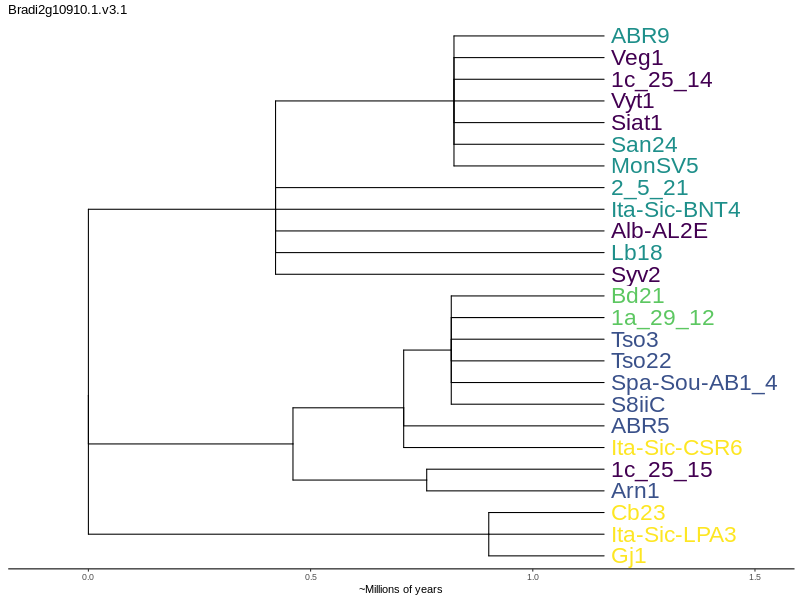 Bradi2g10910.1.v3.1
ABR9
Veg1
1c_25_14
Vyt1
Siat1
San24
MonSV5
2_5_21
Ita-Sic-BNT4
Alb-AL2E
Lb18
Syv2
Bd21
1a_29_12
Tso3
Tso22
Spa-Sou-AB1_4
S8iiC
ABR5
Ita-Sic-CSR6
1c_25_15
Arn1
Cb23
Ita-Sic-LPA3
Gj1
0.0 0.5 1.0 1.5
~Millions of years